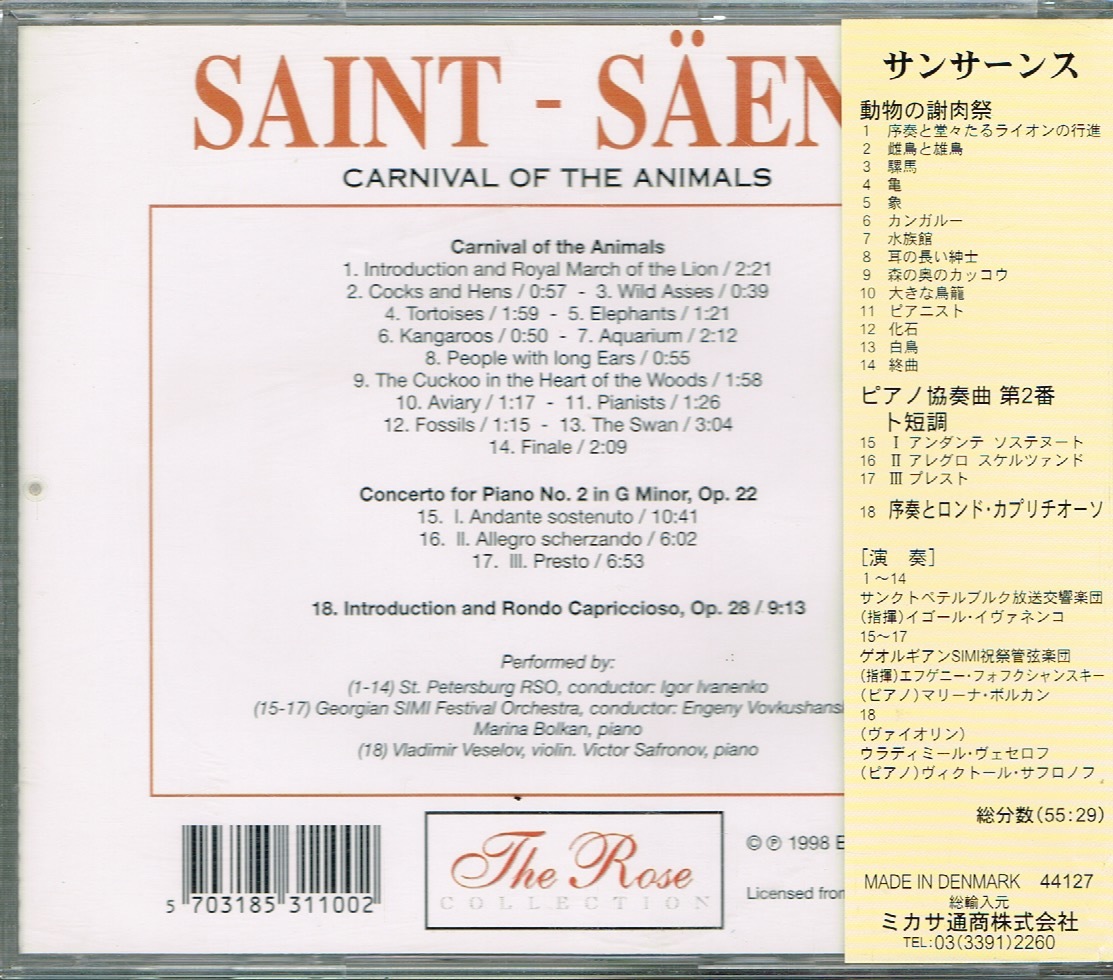 SAINT - SÄEN
CARNIVAL OF THE ANIMALS
Carnival of the Animals
1. Introduction and Royal March of the Lion / 2:21
2. Cocks and Hens / 0:57 - 3. Wild Asses / 0:39
4. Tortoises / 1:59 - 5. Elephants / 1:21
6. Kangaroos / 0:50 - 7. Aquarium / 2:12
8. People with long Ears / 0:55
9. The Cuckoo in the Heart of the Woods / 1:58
10. Aviary / 1:17 - 11. Pianists / 1:26
12. Fossils / 1:15 - 13. The Swan / 3:04
14. Finale / 2:09
Concerto for Piano No. 2 in G Minor, Op. 22
15. I. Andante sostenuto / 10:41
16. II. Allegro scherzando / 6:02
17. III. Presto / 6:53
18. Introduction and Rondo Capriccioso, Op. 28 / 9:13
Performed by:
(1-14) St. Petersburg RSO, conductor: Igor Ivanenko
(15-17) Georgian SIMI Festival Orchestra, conductor: Engeny Vovkushans
Marina Bolkan, piano
(18) Vladimir Veselov, violin. Victor Safronov, piano
5 703185 311002
The Rose
COLLECTION
© ℗ 1998 E
Licensed from
サンサーンス
動物の謝肉祭
1 序奏と堂々たるライオンの行進
2 雌鳥と雄鳥
3 騾馬
4 亀
5 象
6 カンガルー
7 水族館
8 耳の長い紳士
9 森の奥のカッコウ
10 大きな鳥籠
11 ピアニスト
12 化石
13 白鳥
14 終曲
ピアノ協奏曲 第2番
ト短調
15 Ⅰ アンダンテ ソステヌート
16 Ⅱ アレグロ スケルツァンド
17 Ⅲ プレスト
18 序奏とロンド・カプリチオーソ
[演 奏]
1～14
サンクトペテルブルク放送交響楽団
(指揮)イゴール・イヴァネンコ
15～17
ゲオルギアンSIMI祝祭管弦楽団
(指揮)エフゲニー・フォフクシャンスキー
(ピアノ)マリーナ・ボルカン
18
(ヴァイオリン)
ウラディミール・ヴェセロフ
(ピアノ)ヴィクトール・サフロノフ
総分数(55:29)
MADE IN DENMARK 44127
総輸入元
ミカサ通商株式会社
TEL:03(3391)2260